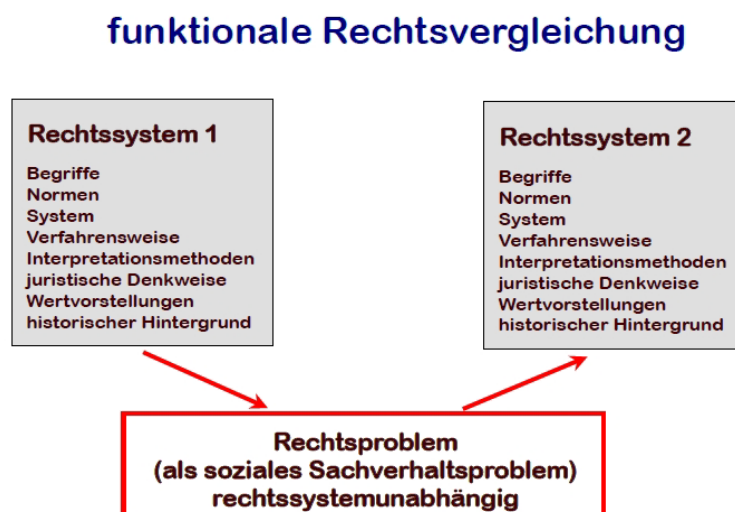 funktionale Rechtsvergleichung
Rechtssystem 1
Begriffe
Normen
System
Verfahrensweise
Interpretationsmethoden
juristische Denkweise
Wertvorstellungen
historischer Hintergrund
Rechtssystem 2
Begriffe
Normen
System
Verfahrensweise
Interpretationsmethoden
juristische Denkweise
Wertvorstellungen
historischer Hintergrund
Rechtsproblem
(als soziales Sachverhaltsproblem)
rechtssystemunabhängig